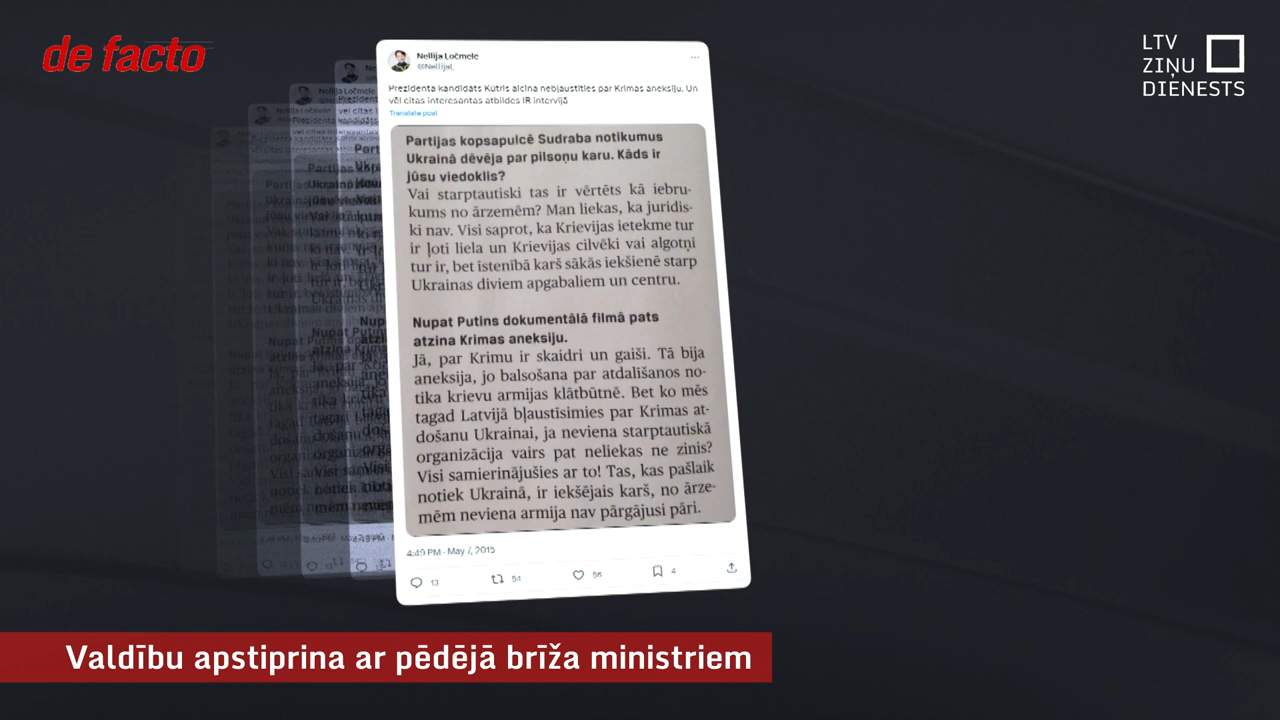 de facto
LTV
ZIŅU
DIENESTS
Nellija Ločmele
@NellijaL
Prezidenta kandidāts Kūtris aicina nebļaustīties par Krimas aneksiju. Un
vēl citas interesantas atbildes IR intervijā
Translate post
Partijas kopsapulcē Sudraba notikumus
Ukrainā dēvēja par pilsoņu karu. Kāds ir
jūsu viedoklis?
Vai starptautiski tas ir vērtēts kā iebru-
kums no ārzemēm? Man liekas, ka juridis-
ki nav. Visi saprot, ka Krievijas ietekme tur
ir ļoti liela un Krievijas cilvēki vai algotņi
tur ir, bet īstenībā karš sākās iekšienē starp
Ukrainas diviem apgabaliem un centru.
Nupat Putins dokumentālā filmā pats
atzina Krimas aneksiju.
Jā, par Krimu ir skaidri un gaiši. Tā bija
aneksija, jo balsošana par atdalīšanos no-
tika krievu armijas klātbūtnē. Bet ko mēs
tagad Latvijā bļaustīsimies par Krimas at-
došanu Ukrainai, ja neviena starptautiskā
organizācija vairs pat neliekas ne zinis?
Visi samierinājušies ar to! Tas, kas pašlaik
notiek Ukrainā, ir iekšējais karš, no ārze-
mēm neviena armija nav pārgājusi pāri.
4:49 PM · May 7, 2015
13 54 56 4
Valdību apstiprina ar pēdējā brīža ministriem